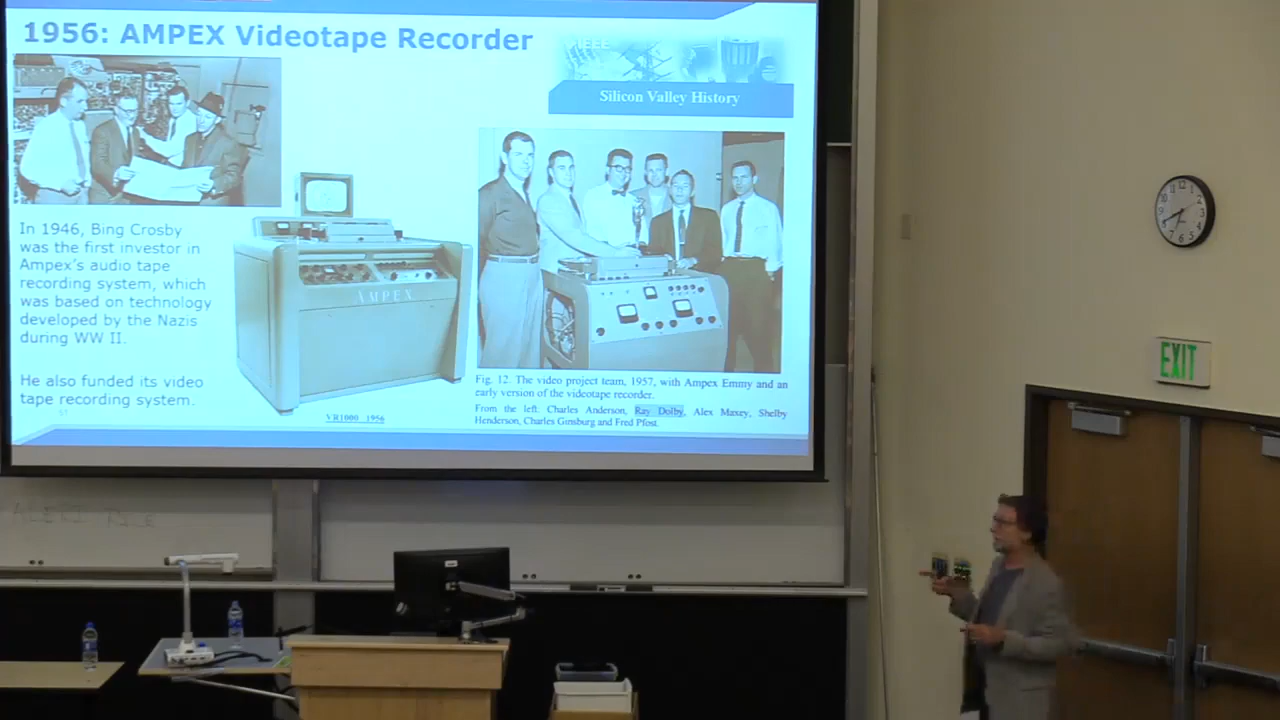 1956: AMPEX Videotape Recorder
IEEE
Silicon Valley History
In 1946, Bing Crosby
was the first investor in
Ampex's audio tape
recording system, which
was based on technology
developed by the Nazis
during WW II.
He also funded its video
tape recording system.
57
AMPEX
VR1000 1956
Fig. 12. The video project team, 1957, with Ampex Emmy and an
early version of the videotape recorder.
From the left: Charles Anderson, Ray Dolby, Alex Maxey, Shelby
Henderson, Charles Ginsburg and Fred Pfost.
EXIT